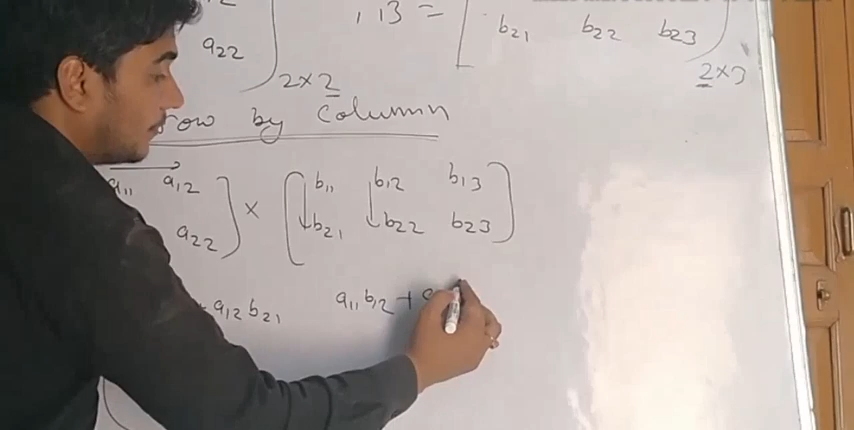 , 13 =
a22 b21 b22 b23
2×2 2×3
row by Column
a11 a12 × b11 b12 b13
a22 b21 b22 b23
a12 b21 a11 b12 + a